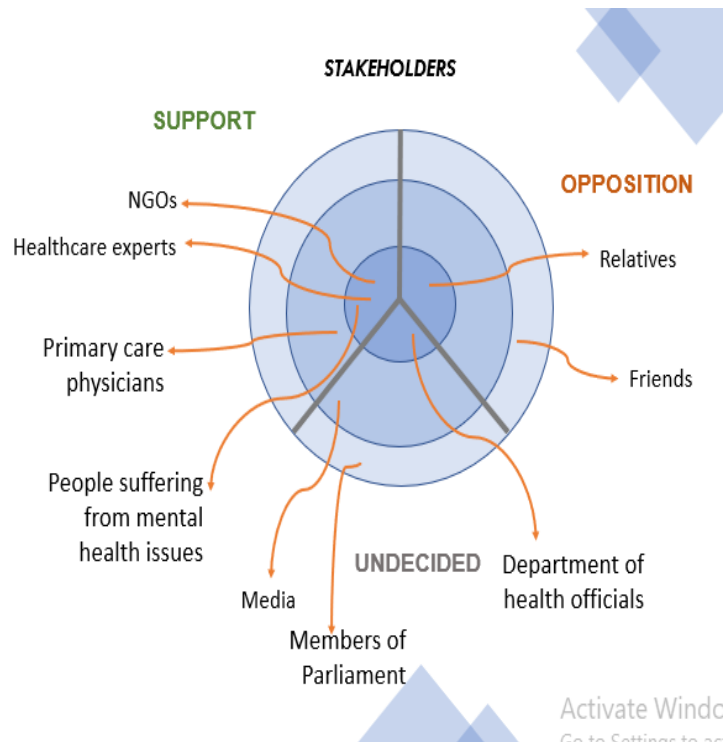 STAKEHOLDERS
SUPPORT
OPPOSITION
NGOs
Healthcare experts
Relatives
Primary care
physicians
Friends
People suffering
from mental
health issues
UNDECIDED
Department of
health officials
Media
Members of
Parliament
Activate Windo